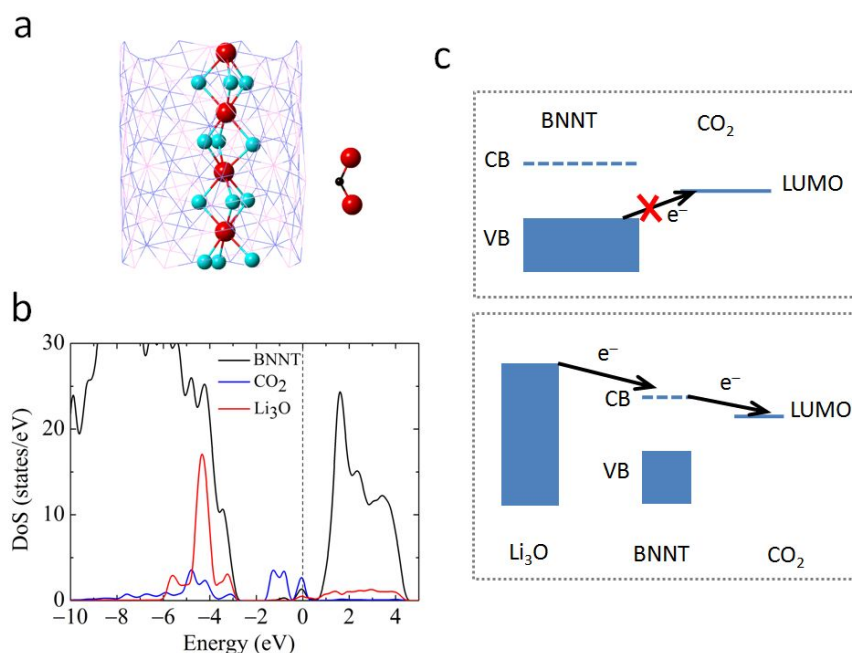 a
b
30
20
10
0
DoS (states/eV)
BNNT
CO₂
Li₃O
−10 −8 −6 −4 −2 0 2 4
Energy (eV)
c
BNNT
CO₂
CB
LUMO
VB
e⁻
e⁻
e⁻
CB
LUMO
VB
Li₃O BNNT CO₂